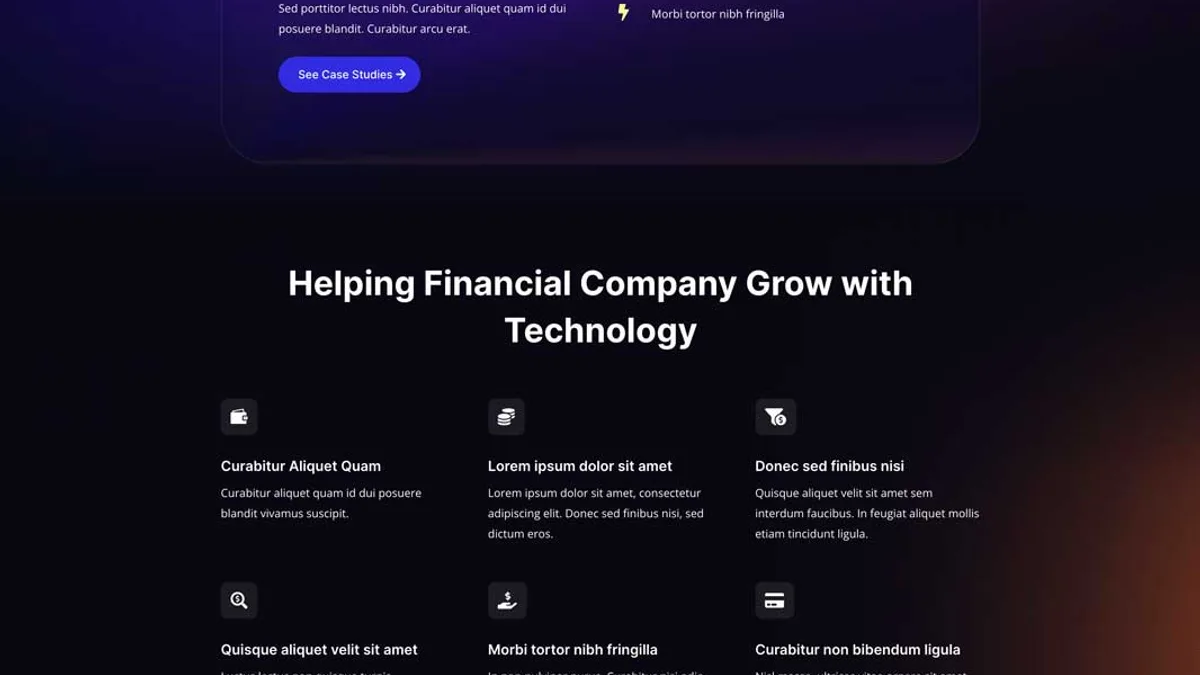 Sed porttitor lectus nibh. Curabitur aliquet quam id dui
posuere blandit. Curabitur arcu erat.
Morbi tortor nibh fringilla
See Case Studies →
Helping Financial Company Grow with
Technology
Curabitur Aliquet Quam
Curabitur aliquet quam id dui posuere
blandit vivamus suscipit.
Lorem ipsum dolor sit amet
Lorem ipsum dolor sit amet, consectetur
adipiscing elit. Donec sed finibus nisi, sed
dictum eros.
Donec sed finibus nisi
Quisque aliquet velit sit amet sem
interdum faucibus. In feugiat aliquet mollis
etiam tincidunt ligula.
Quisque aliquet velit sit amet
Morbi tortor nibh fringilla
Curabitur non bibendum ligula